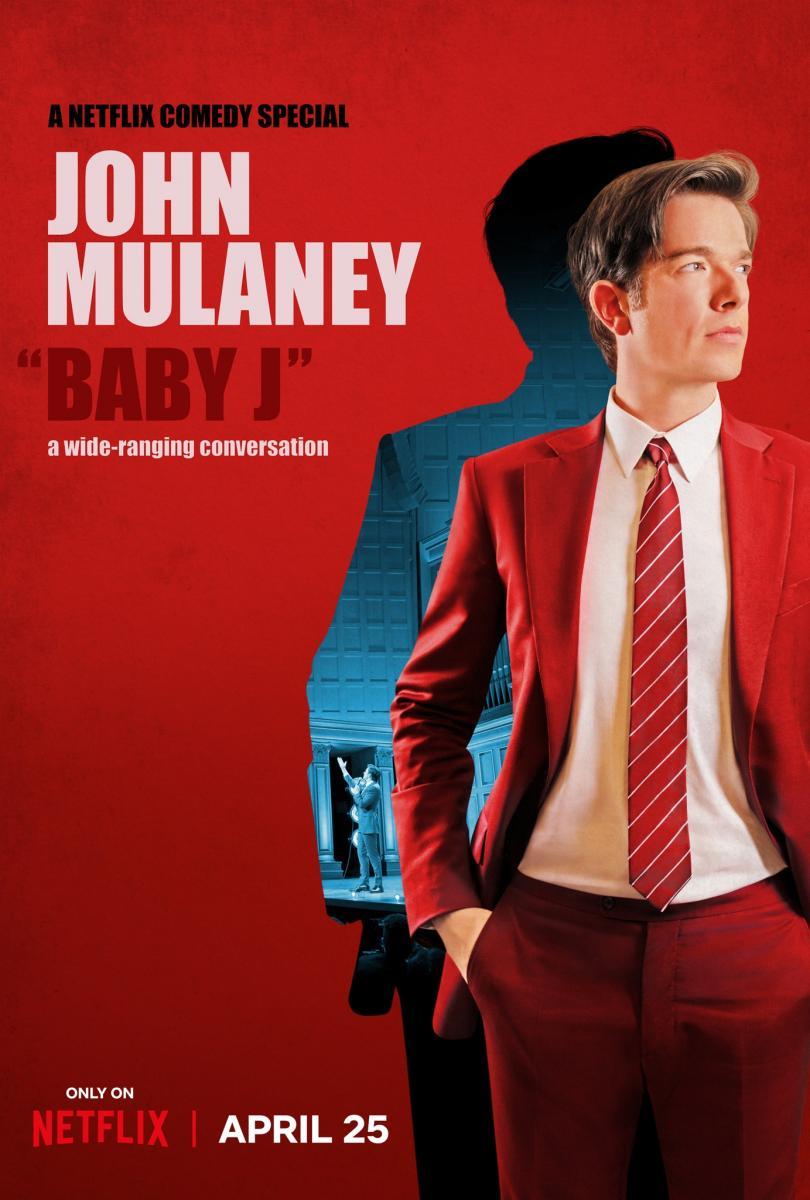 A NETFLIX COMEDY SPECIAL
JOHN
MULANEY
“BABY J”
a wide-ranging conversation
ONLY ON
NETFLIX | APRIL 25